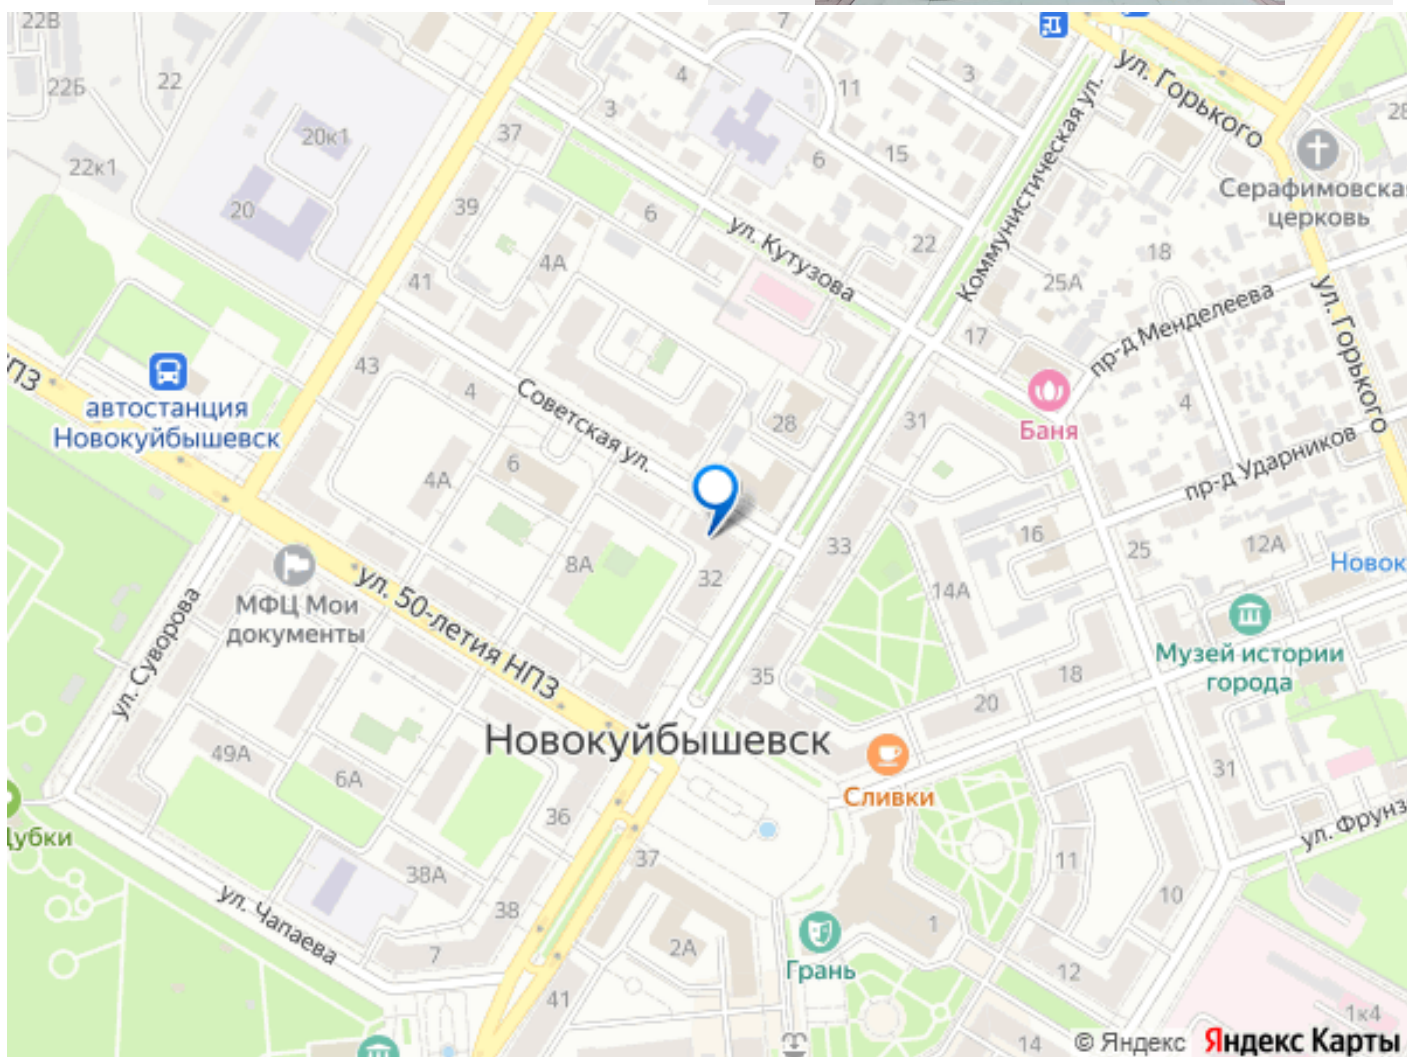 22В
7
22Б
22
4
11
3
ул. Горького
3
37
20к1
6
15
28
22к1
Серафимовска
церковь
Коммунистическая ул.
20
39
6
ул. Кутузова
22
18
4А
41
25А
ул. Горького
17
пр-д Менделеева
43
4
Советская ул.
автостанция
Новокуйбышевск
28
31
Баня
4
пр-д Ударников
4А
6
16
33
25
12А
8А
32
14А
Новок
МФЦ Мои
документы
ул. 50-летия НПЗ
ул. Суворова
Музей истории
города
35
18
20
Новокуйбышевск
49А
6А
Сливки
31
36
ул. Фрунз
37
38А
11
10
ул. Чапаева
38
7
2А
1
Грань
12
41
1к4
14
© Яндекс Яндекс Карты